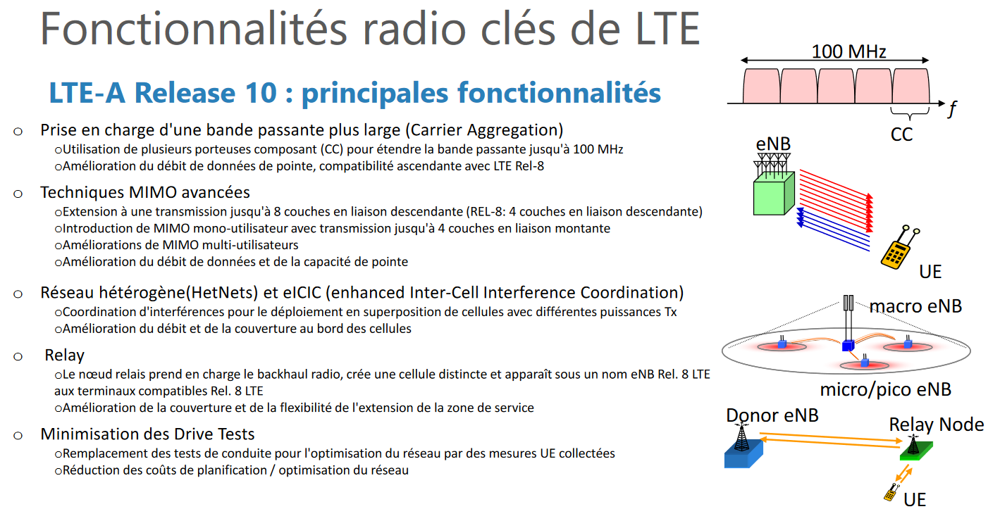 Fonctionnalités radio clés de LTE
LTE-A Release 10 : principales fonctionnalités
o Prise en charge d'une bande passante plus large (Carrier Aggregation)
oUtilisation de plusieurs porteuses composant (CC) pour étendre la bande passante jusqu'à 100 MHz
oAmélioration du débit de données de pointe, compatibilité ascendante avec LTE Rel-8
o Techniques MIMO avancées
oExtension à une transmission jusqu'à 8 couches en liaison descendante (REL-8: 4 couches en liaison descendante)
oIntroduction de MIMO mono-utilisateur avec transmission jusqu'à 4 couches en liaison montante
oAméliorations de MIMO multi-utilisateurs
oAmélioration du débit de données et de la capacité de pointe
o Réseau hétérogène(HetNets) et eICIC (enhanced Inter-Cell Interference Coordination)
oCoordination d'interférences pour le déploiement en superposition de cellules avec différentes puissances Tx
oAmélioration du débit et de la couverture au bord des cellules
o Relay
oLe nœud relais prend en charge le backhaul radio, crée une cellule distincte et apparaît sous un nom eNB Rel. 8 LTE
aux terminaux compatibles Rel. 8 LTE
oAmélioration de la couverture et de la flexibilité de l'extension de la zone de service
o Minimisation des Drive Tests
oRemplacement des tests de conduite pour l'optimisation du réseau par des mesures UE collectées
oRéduction des coûts de planification / optimisation du réseau
100 MHz
f
CC
eNB
UE
macro eNB
micro/pico eNB
Donor eNB
Relay Node
UE